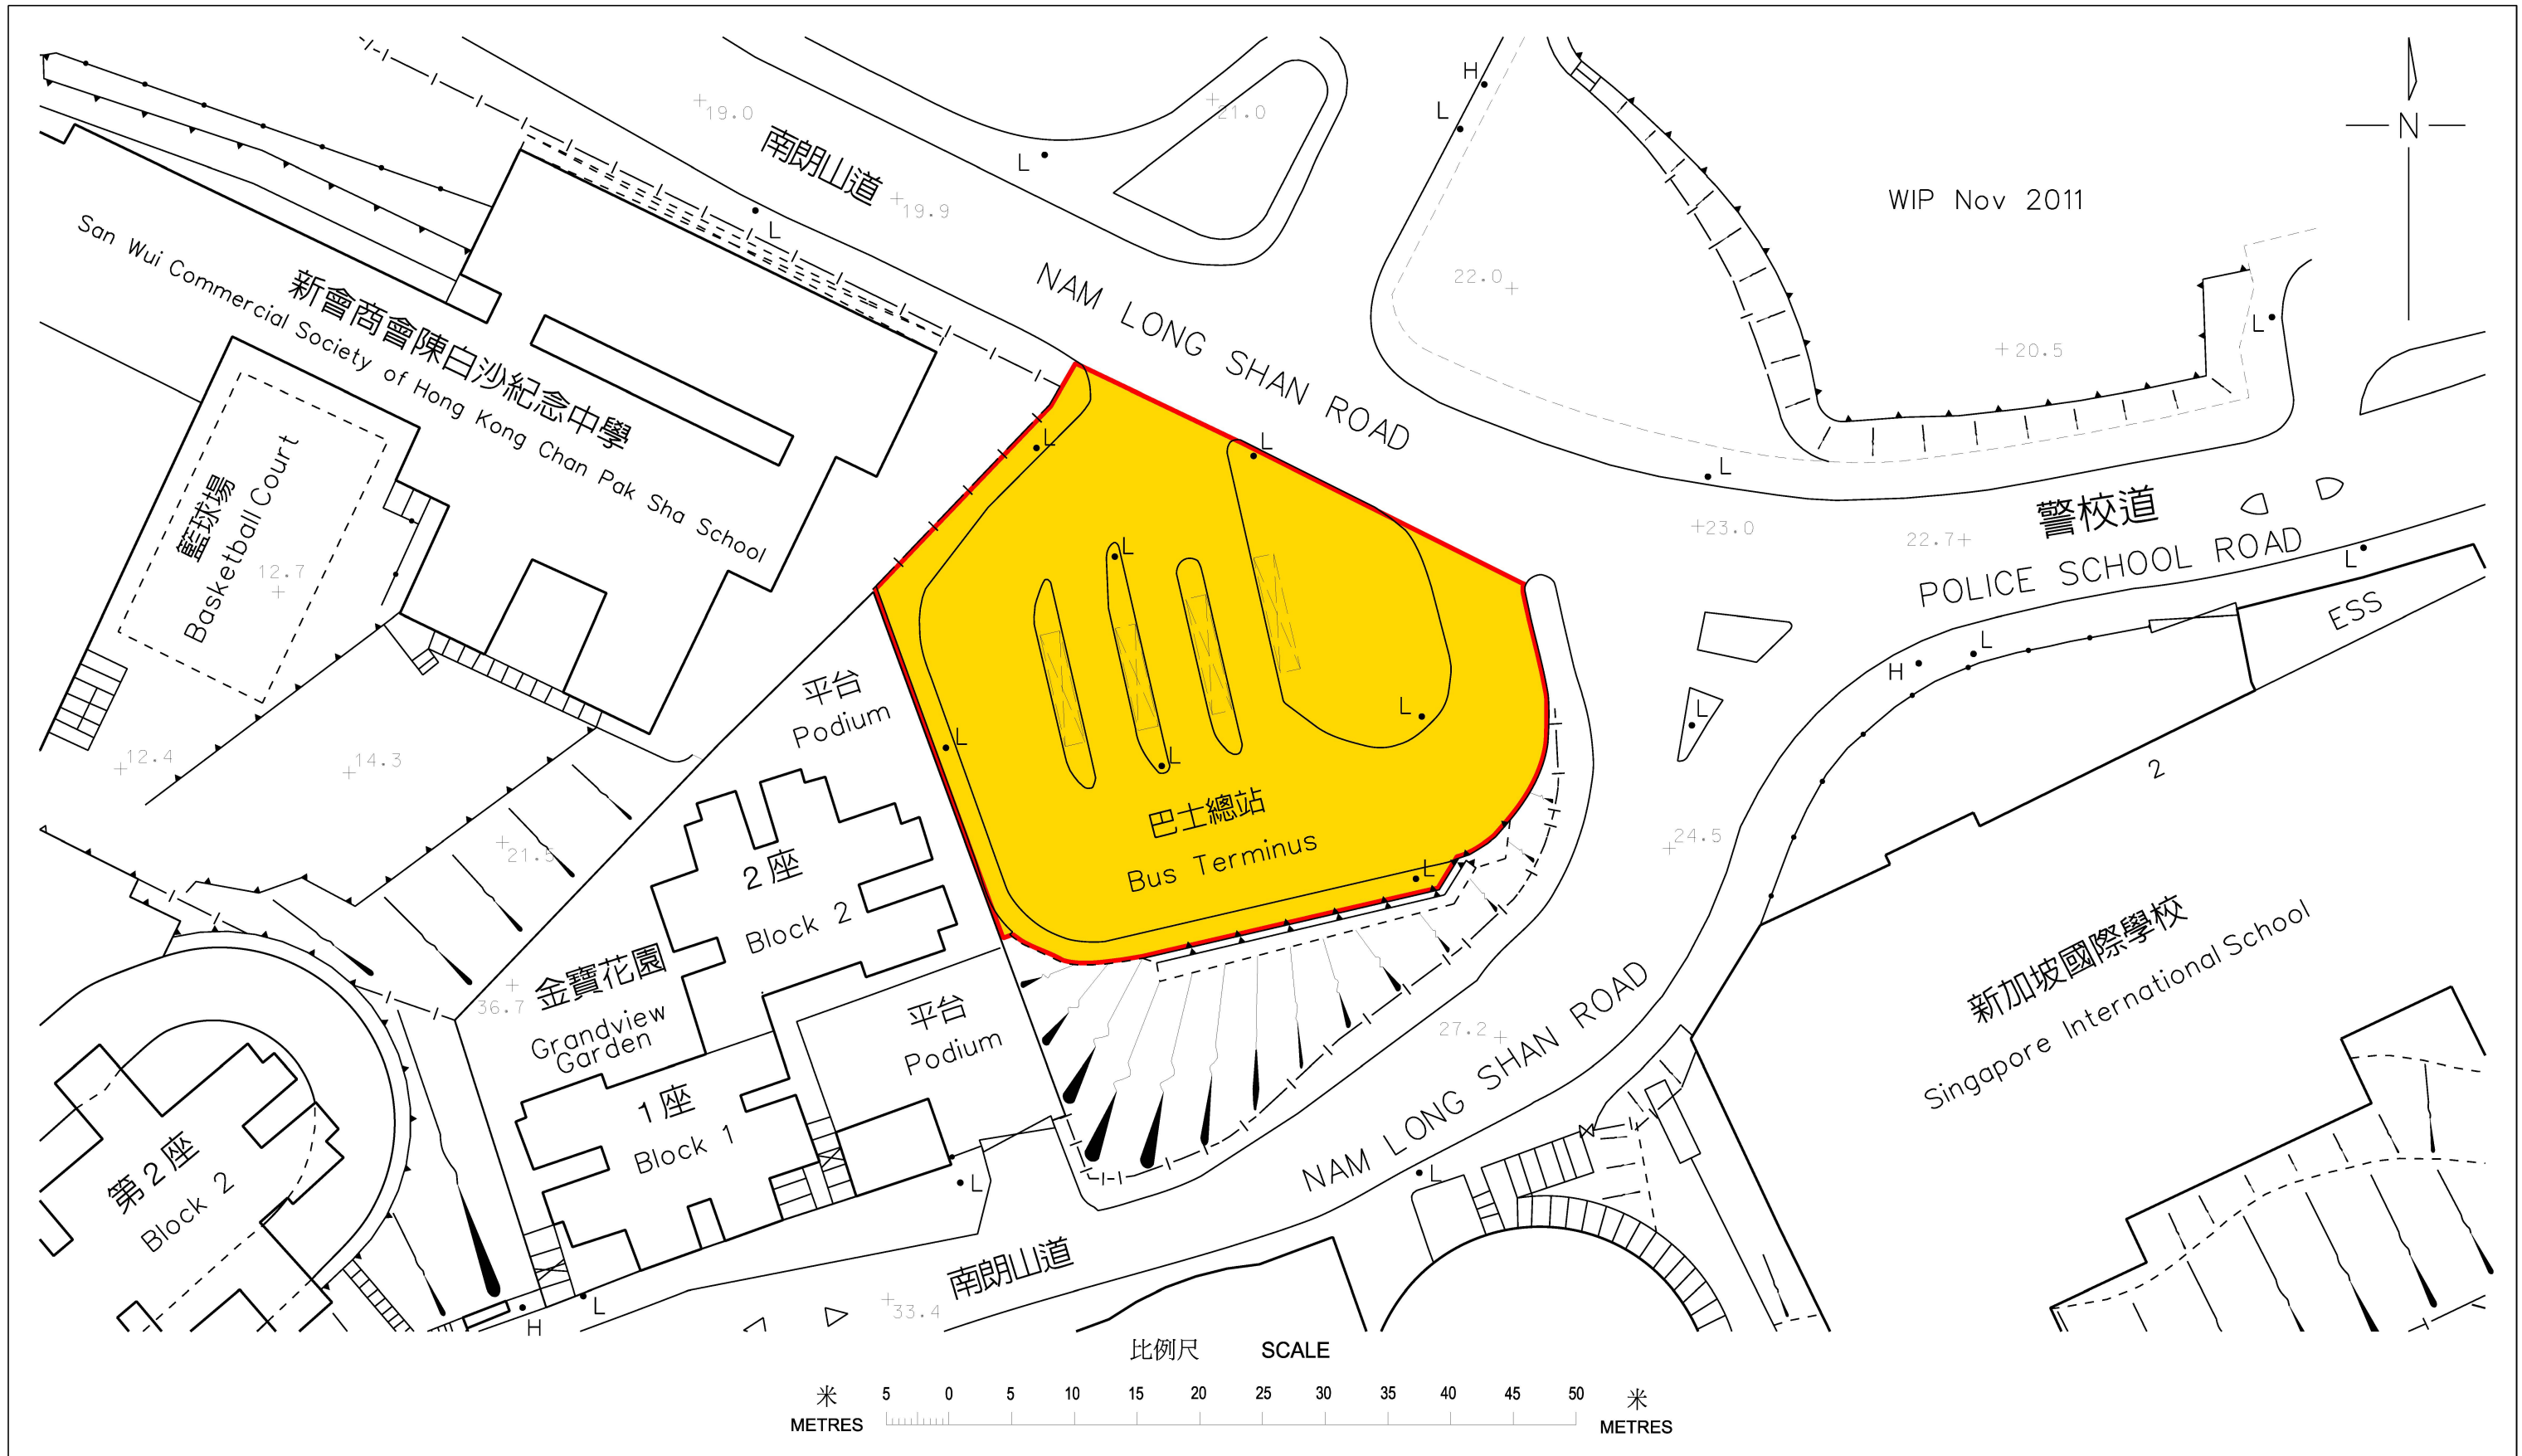 19.0
21.0
H
L
L
南朗山道
19.9
WIP Nov 2011
N
L
San Wui Commercial Society of Hong Kong Chan Pak Sha School
新會商會陳白沙紀念中學
NAM LONG SHAN ROAD
22.0
L
20.5
L
L
L
籃球場
Basketball Court
12.7
23.0
22.7
警校道
POLICE SCHOOL ROAD
L
L
ESS
H
L
平台
Podium
L
L
L
L
12.4
14.3
2
巴士總站
Bus Terminus
24.5
21.5
2座
Block 2
L
新加坡國際學校
Singapore International School
金寶花園
Grandview
Garden
36.7
平台
Podium
27.2
NAM LONG SHAN ROAD
1座
Block 1
第2座
Block 2
L
L
南朗山道
33.4
H
L
比例尺 SCALE
米 5 0 5 10 15 20 25 30 35 40 45 50 米
METRES METRES